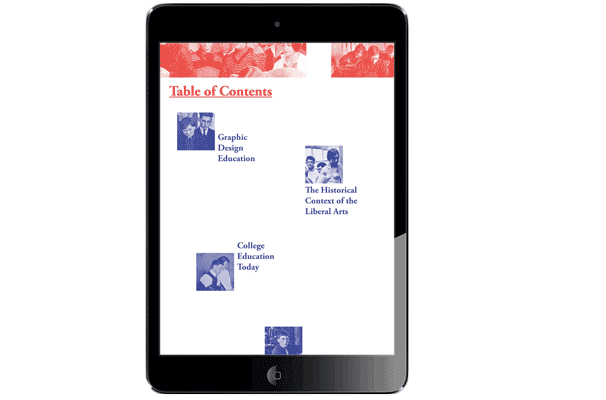 Table of Contents
Graphic
Design
Education
The Historical
Context of the
Liberal Arts
College
Education
Today